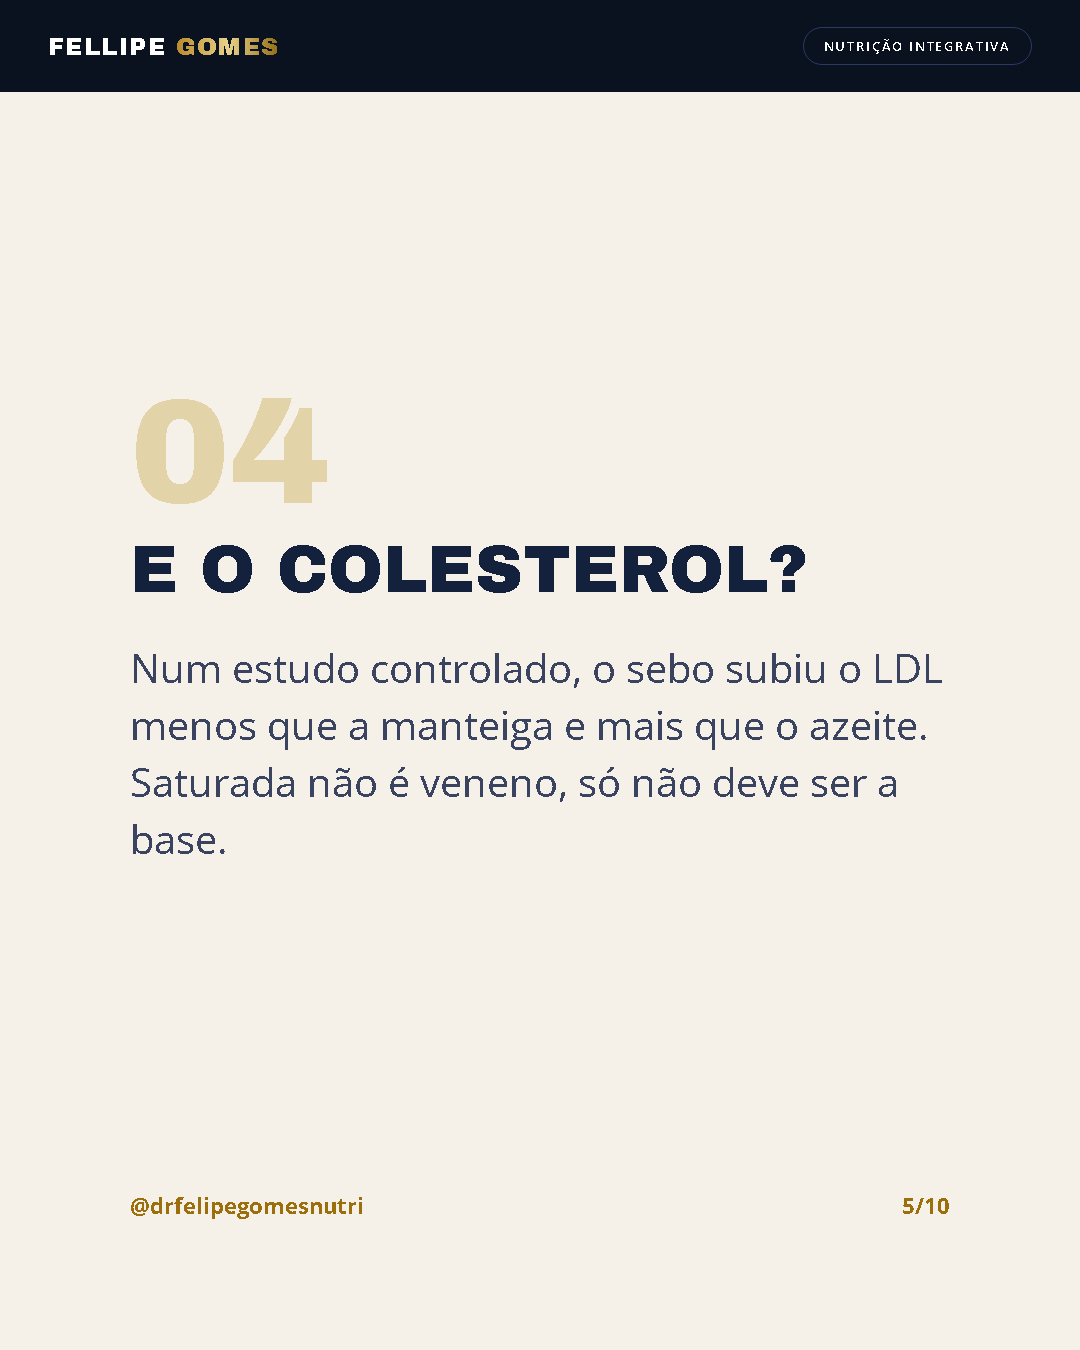 FELLIPE GOMES
NUTRIÇÃO INTEGRATIVA
04
E O COLESTEROL?
Num estudo controlado, o sebo subiu o LDL
menos que a manteiga e mais que o azeite.
Saturada não é veneno, só não deve ser a
base.
@drfelipegomesnutri
5/10